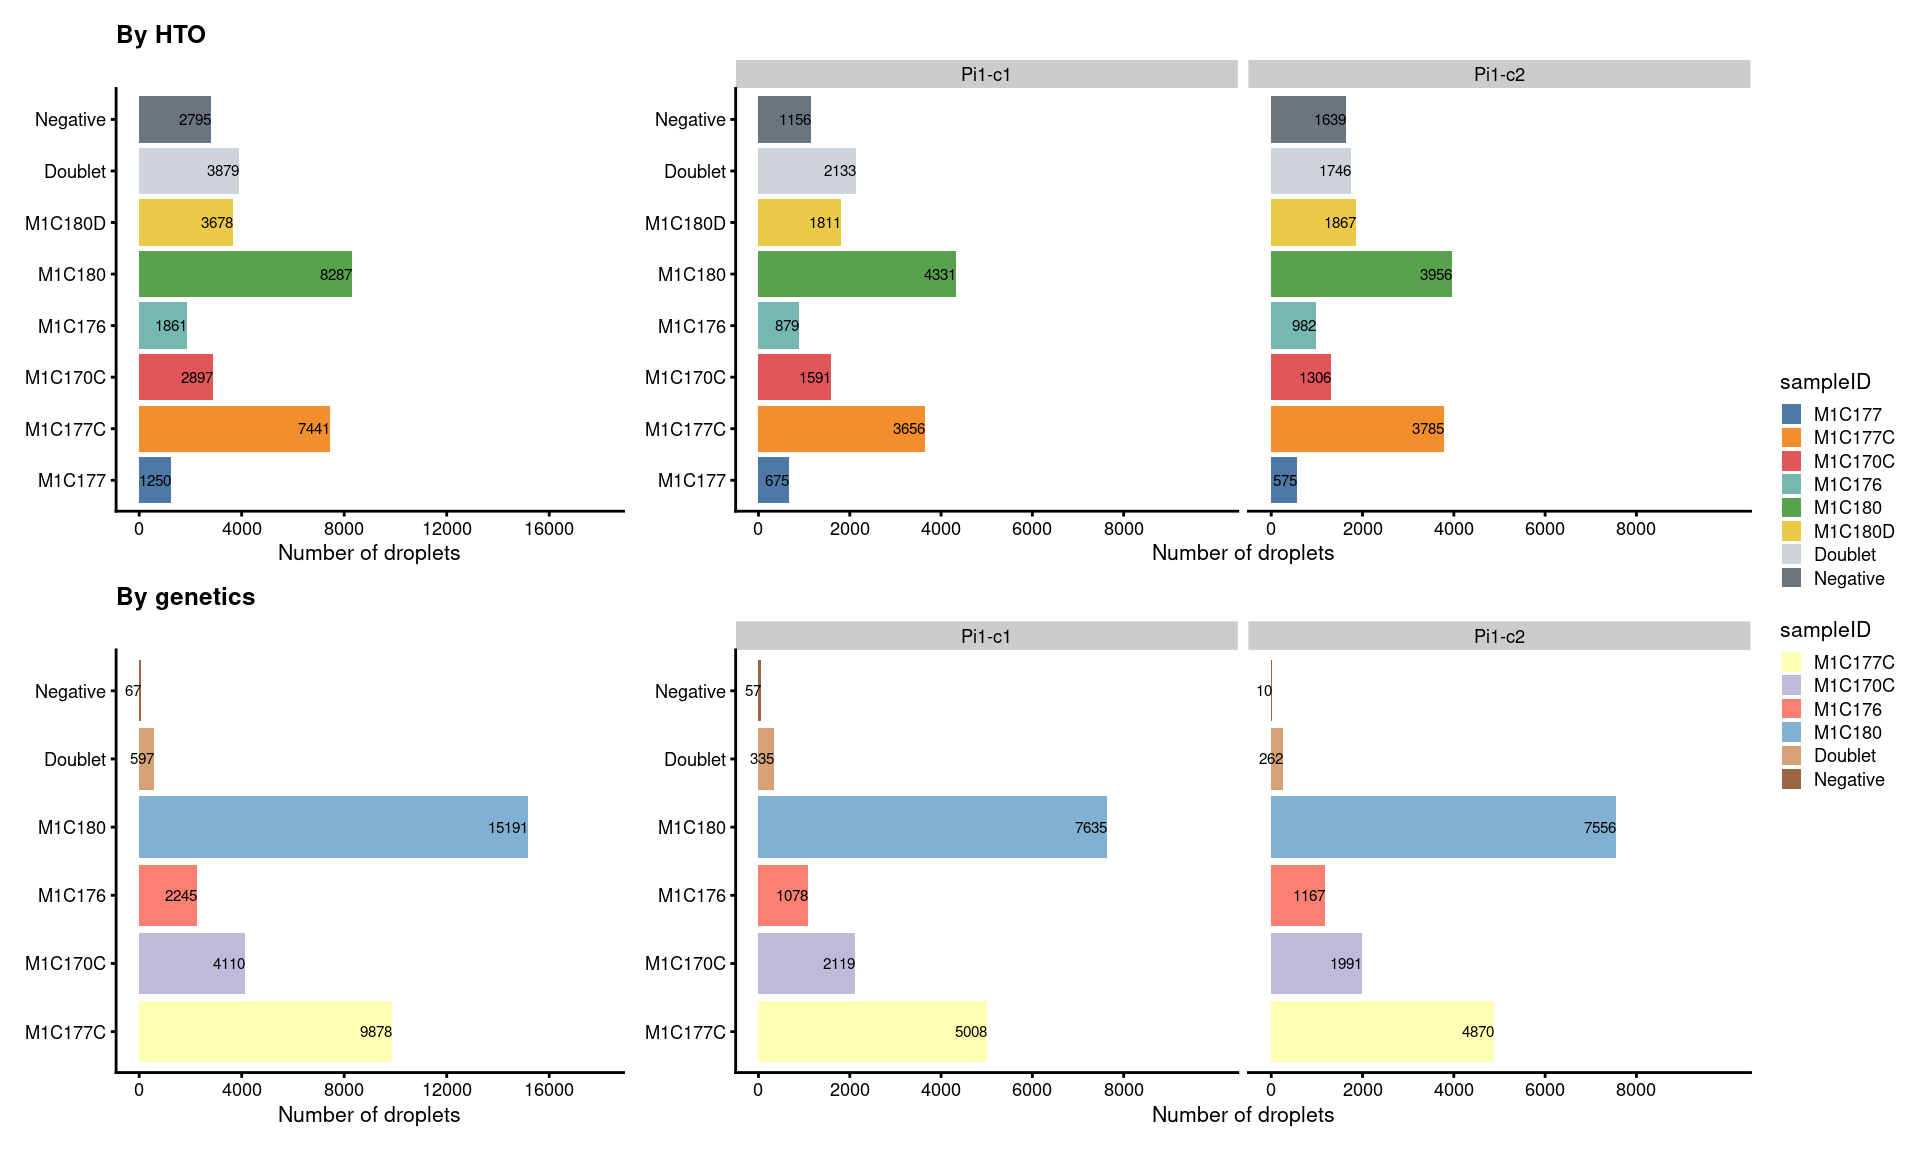 By HTO
Pi1-c1
Pi1-c2
Negative
2795
Doublet
3879
M1C180D
3678
M1C180
8287
M1C176
1861
M1C170C
2897
M1C177C
7441
M1C177
1250
0 4000 8000 12000 16000
Number of droplets
Negative
1156
1639
Doublet
2133
1746
M1C180D
1811
1867
M1C180
4331
3956
M1C176
879
982
M1C170C
1591
1306
M1C177C
3656
3785
M1C177
675
575
0 2000 4000 6000 8000
0 2000 4000 6000 8000
Number of droplets
sampleID
M1C177
M1C177C
M1C170C
M1C176
M1C180
M1C180D
Doublet
Negative
By genetics
Pi1-c1
Pi1-c2
Negative
67
Doublet
597
M1C180
15191
M1C176
2245
M1C170C
4110
M1C177C
9878
0 4000 8000 12000 16000
Number of droplets
Negative
57
10
Doublet
335
262
M1C180
7635
7556
M1C176
1078
1167
M1C170C
2119
1991
M1C177C
5008
4870
0 2000 4000 6000 8000
0 2000 4000 6000 8000
Number of droplets
sampleID
M1C177C
M1C170C
M1C176
M1C180
Doublet
Negative